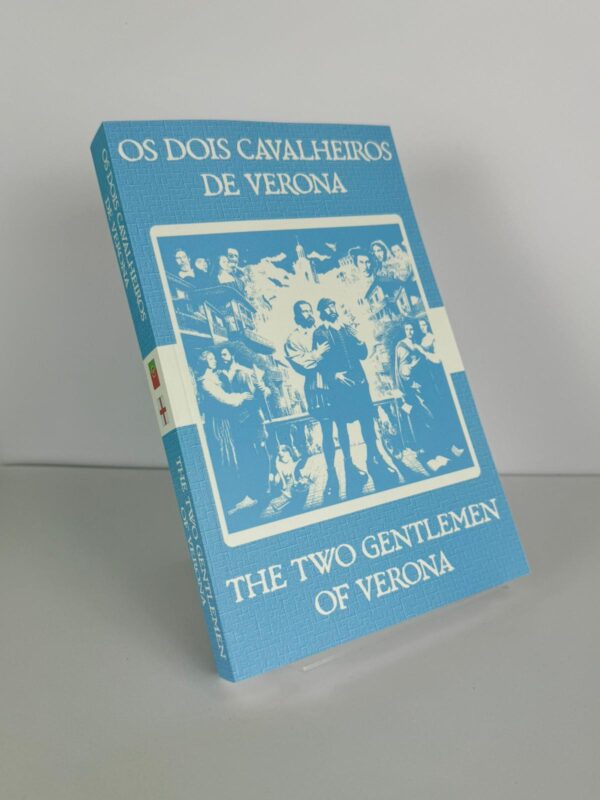 OS DOIS CAVALHEIROS
DE VERONA
THE TWO GENTLEMEN
OF VERONA
OS DOIS CAVALHEIROS
DE VERONA
THE TWO GENTLEMEN
OF VERONA